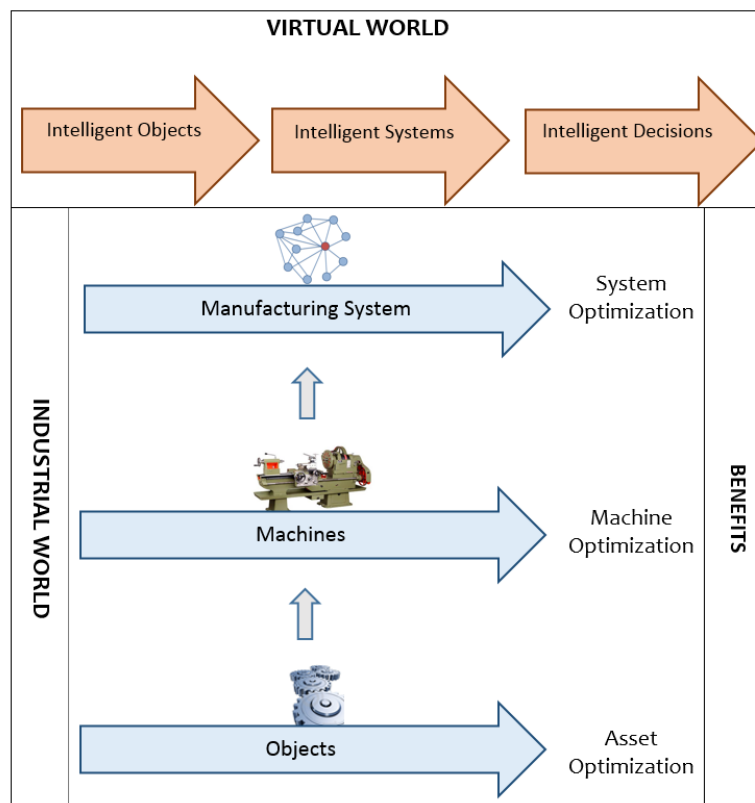 VIRTUAL WORLD
Intelligent Objects
Intelligent Systems
Intelligent Decisions
INDUSTRIAL WORLD
Manufacturing System
System
Optimization
Machines
Machine
Optimization
Objects
Asset
Optimization
BENEFITS